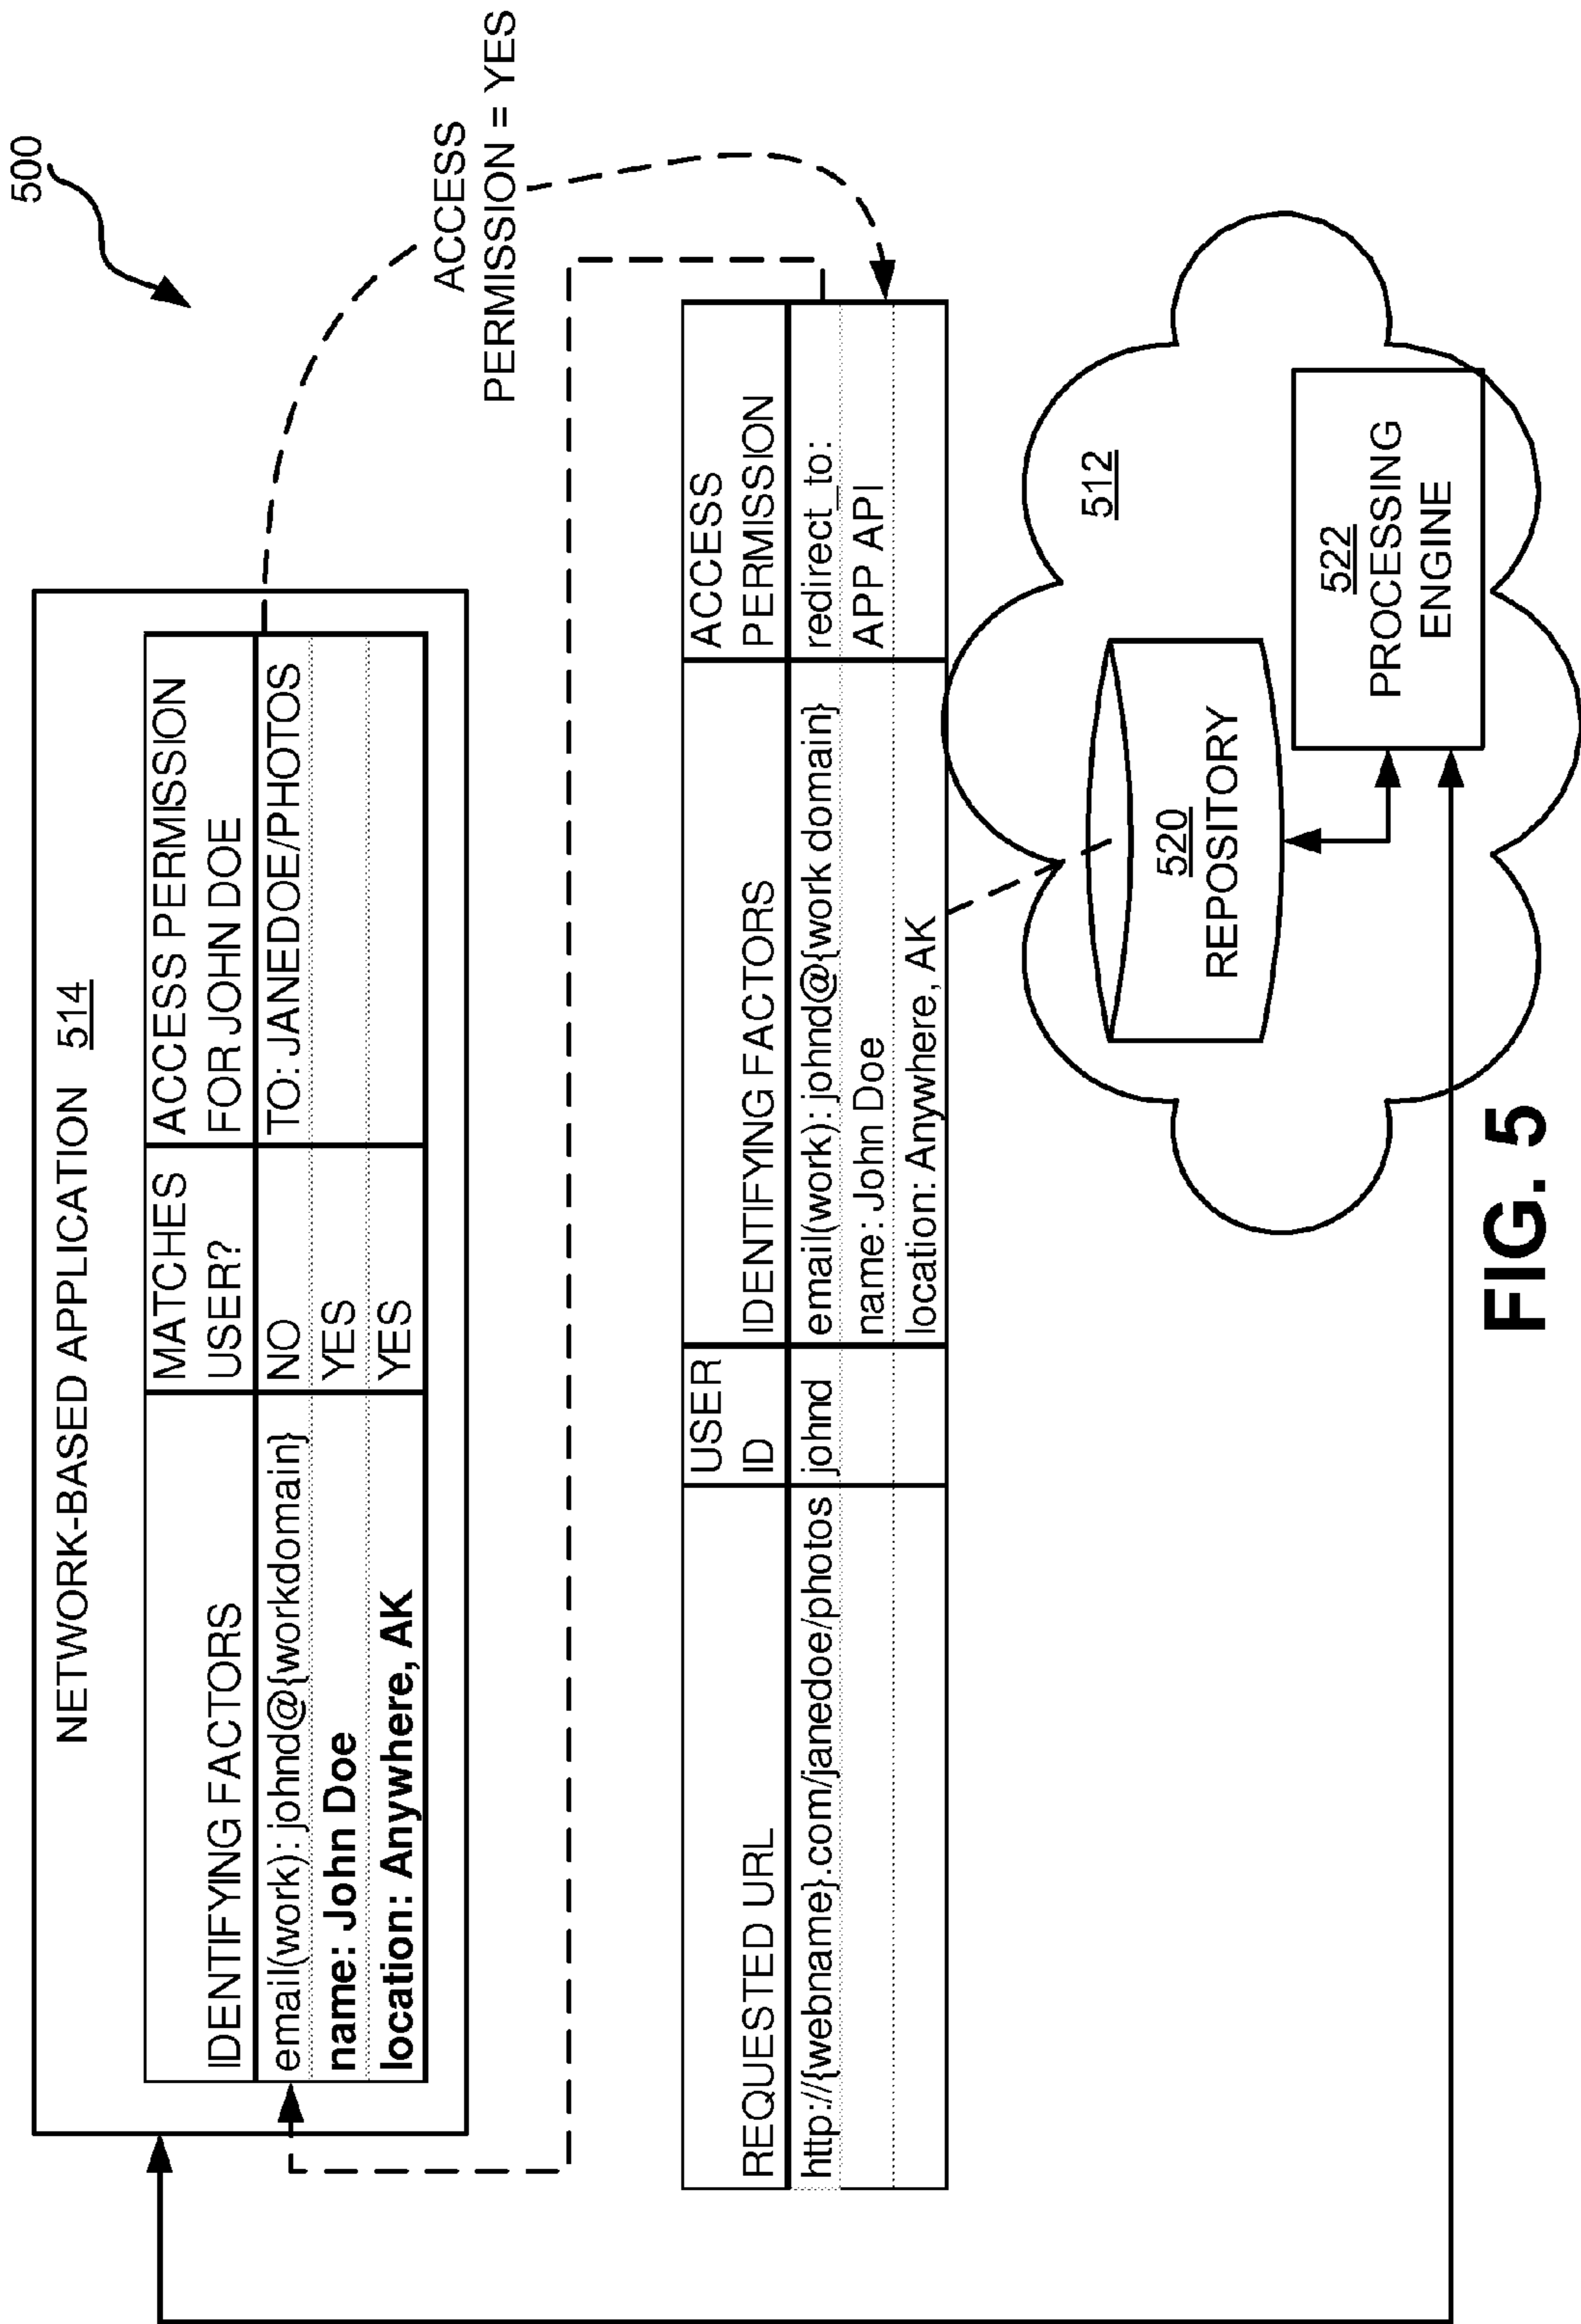 500
NETWORK-BASED APPLICATION 514
IDENTIFYING FACTORS
MATCHES
USER?
ACCESS PERMISSION
FOR JOHN DOE
email(work): johnd@{workdomain}
NO
TO: JANEDOE/PHOTOS
name: John Doe
YES
location: Anywhere, AK
YES
ACCESS
PERMISSION = YES
REQUESTED URL
USER
ID
IDENTIFYING FACTORS
ACCESS
PERMISSION
http://{webname}.com/janedoe/photos
johnd
email(work): johnd@{work domain}
redirect_to:
name: John Doe
APP API
location: Anywhere, AK
512
520
REPOSITORY
522
PROCESSING
ENGINE
FIG. 5